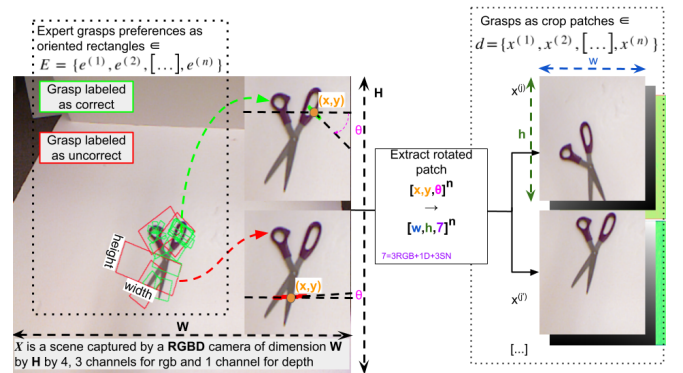 Expert grasps preferences as
oriented rectangles ∈
E = {e⁽¹⁾, e⁽²⁾, [...], e⁽ⁿ⁾}
Grasp labeled
as correct
Grasp labeled
as uncorrect
height
width
(x,y)
θ
(x,y)
θ
H
W
X is a scene captured by a RGBD camera of dimension W
by H by 4, 3 channels for rgb and 1 channel for depth
Extract rotated
patch
[x,y,θ]ⁿ
→
[w,h,7]ⁿ
7=3RGB+1D+3SN
Grasps as crop patches ∈
d = {x⁽¹⁾, x⁽²⁾, [...], x⁽ⁿ⁾}
w
x⁽ʲ⁾
h
x⁽ʲ'⁾
[...]